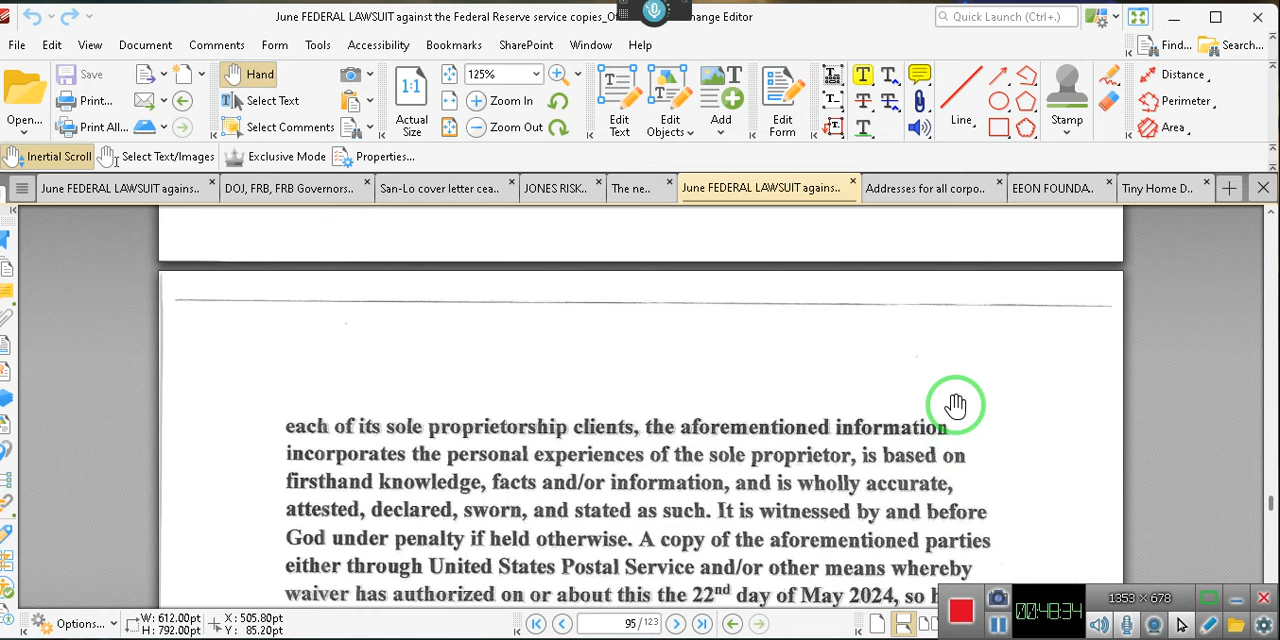 June FEDERAL LAWSUIT against the Federal Reserve service copies_O
change Editor
Quick Launch (Ctrl+.)
File Edit View Document Comments Form Tools Accessibility Bookmarks SharePoint Window Help
Find... Search...
Open...
Save
Print...
Print All...
Hand
Select Text
Select Comments
1:1
Actual Size
125%
Zoom In
Zoom Out
Edit Text
Edit Objects
Add
Edit Form
Line
Stamp
Distance
Perimeter
Area
Inertial Scroll Select Text/Images Exclusive Mode Properties...
June FEDERAL LAWSUIT agains.. DOJ, FRB, FRB Governors.. San-Lo cover letter cea.. JONES RISK.. The ne.. June FEDERAL LAWSUIT agains.. Addresses for all corpo.. EEON FOUNDA.. Tiny Home D..
each of its sole proprietorship clients, the aforementioned information
incorporates the personal experiences of the sole proprietor, is based on
firsthand knowledge, facts and/or information, and is wholly accurate,
attested, declared, sworn, and stated as such. It is witnessed by and before
God under penalty if held otherwise. A copy of the aforementioned parties
either through United States Postal Service and/or other means whereby
waiver has authorized on or about this the 22nd day of May 2024, so h
1353 × 678
00:48:34
Options...
W: 612.00pt
H: 792.00pt
X: 505.80pt
Y: 85.20pt
95 / 123